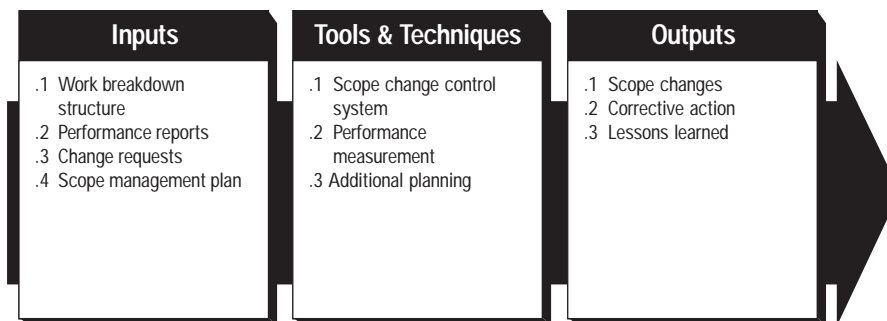 Inputs
.1 Work breakdown
structure
.2 Performance reports
.3 Change requests
.4 Scope management plan
Tools & Techniques
.1 Scope change control
system
.2 Performance
measurement
.3 Additional planning
Outputs
.1 Scope changes
.2 Corrective action
.3 Lessons learned